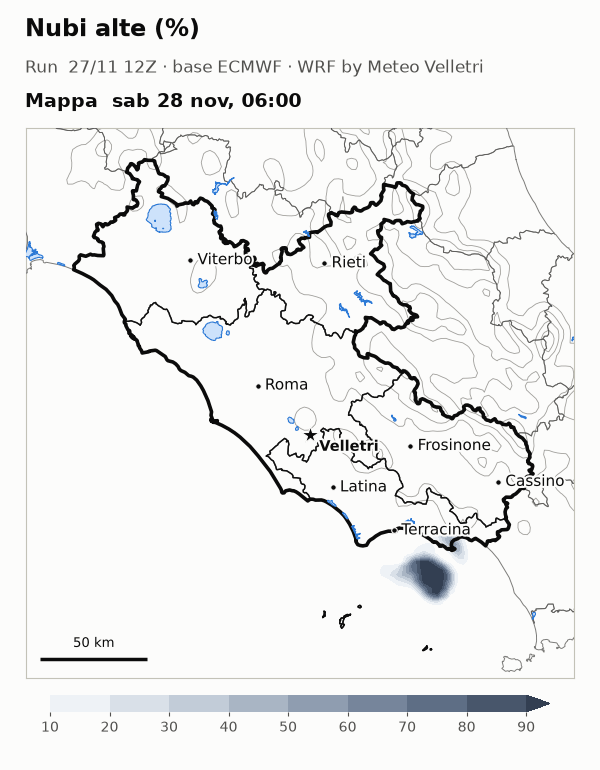 Nubi alte (%)
Run  27/11 12Z · base ECMWF · WRF by Meteo Velletri
Mappa  sab 28 nov, 06:00
Viterbo
Rieti
Roma
Velletri
Frosinone
Cassino
Latina
Terracina
50 km
10 20 30 40 50 60 70 80 90